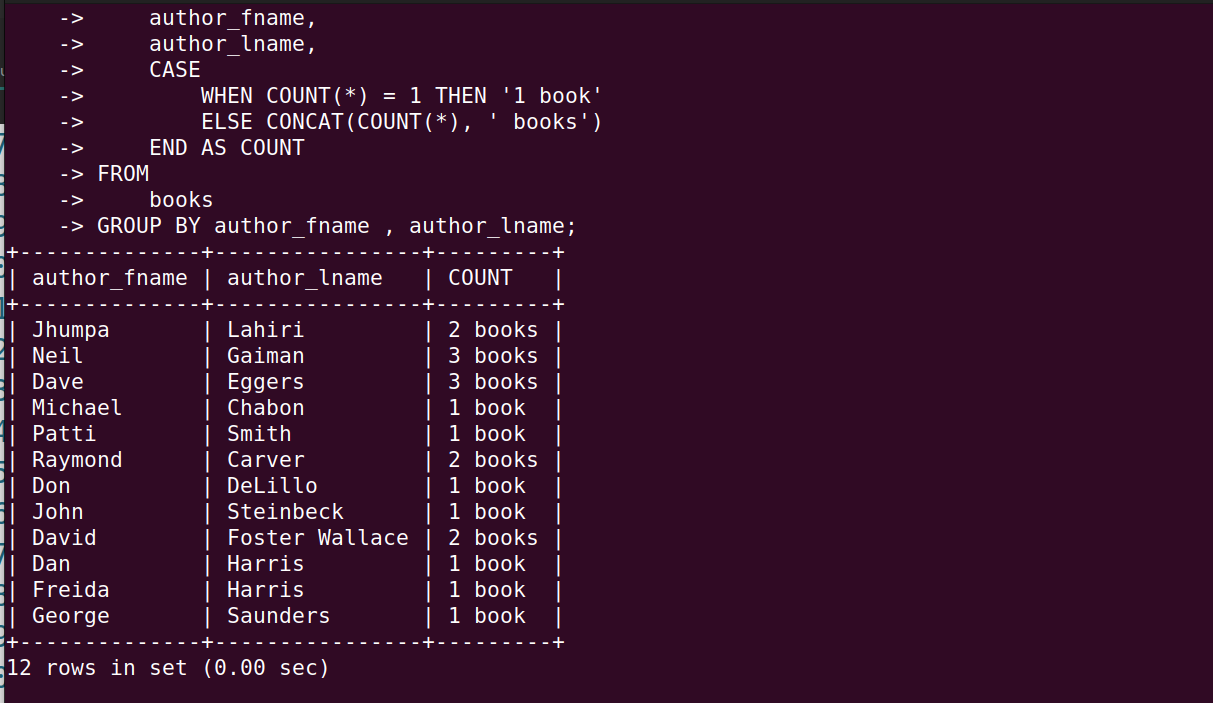 ->     author_fname,
    ->     author_lname,
    ->     CASE
    ->         WHEN COUNT(*) = 1 THEN '1 book'
    ->         ELSE CONCAT(COUNT(*), ' books')
    ->     END AS COUNT
    -> FROM
    ->     books
    -> GROUP BY author_fname , author_lname;
+--------------+----------------+---------+
| author_fname | author_lname   | COUNT   |
+--------------+----------------+---------+
| Jhumpa       | Lahiri         | 2 books |
| Neil         | Gaiman         | 3 books |
| Dave         | Eggers         | 3 books |
| Michael      | Chabon         | 1 book  |
| Patti        | Smith          | 1 book  |
| Raymond      | Carver         | 2 books |
| Don          | DeLillo        | 1 book  |
| John         | Steinbeck      | 1 book  |
| David        | Foster Wallace | 2 books |
| Dan          | Harris         | 1 book  |
| Freida       | Harris         | 1 book  |
| George       | Saunders       | 1 book  |
+--------------+----------------+---------+
12 rows in set (0.00 sec)